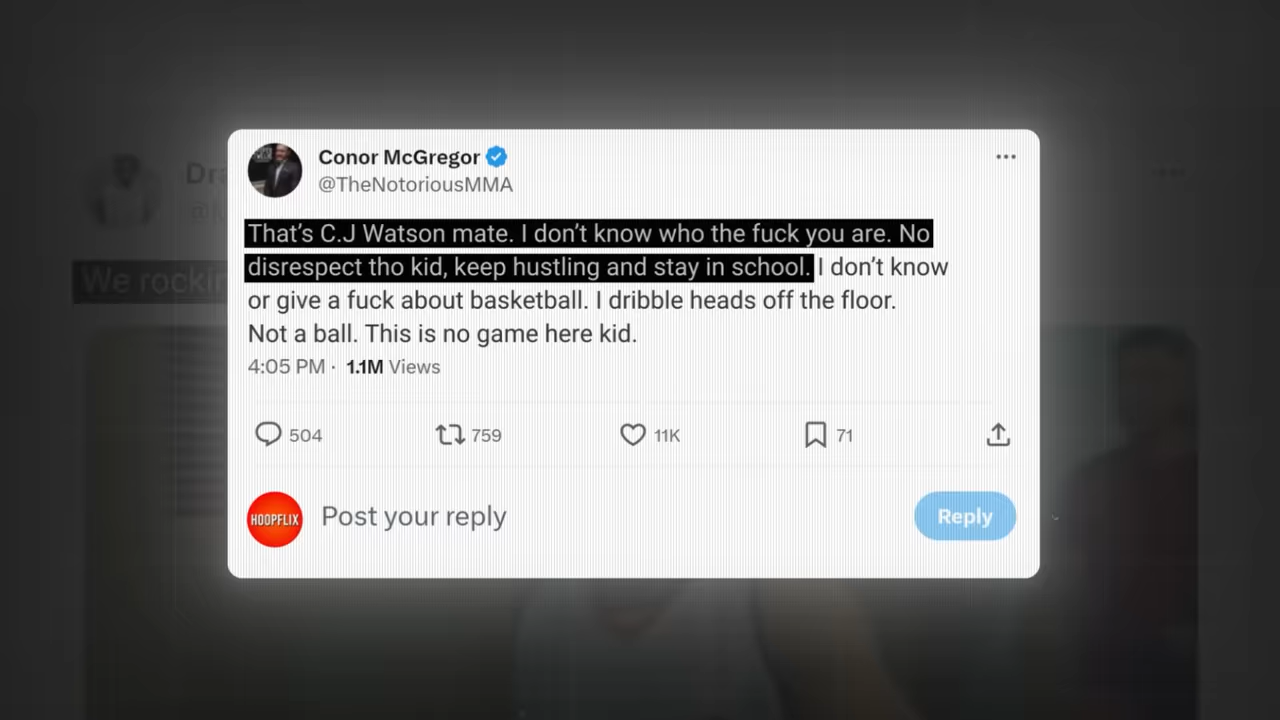 Conor McGregor
@TheNotoriousMMA
That's C.J Watson mate. I don't know who the fuck you are. No
disrespect tho kid, keep hustling and stay in school. I don't know
or give a fuck about basketball. I dribble heads off the floor.
Not a ball. This is no game here kid.
4:05 PM · 1.1M Views
504 759 11K 71
HOOPFLIX Post your reply Reply
Dra
We rockin